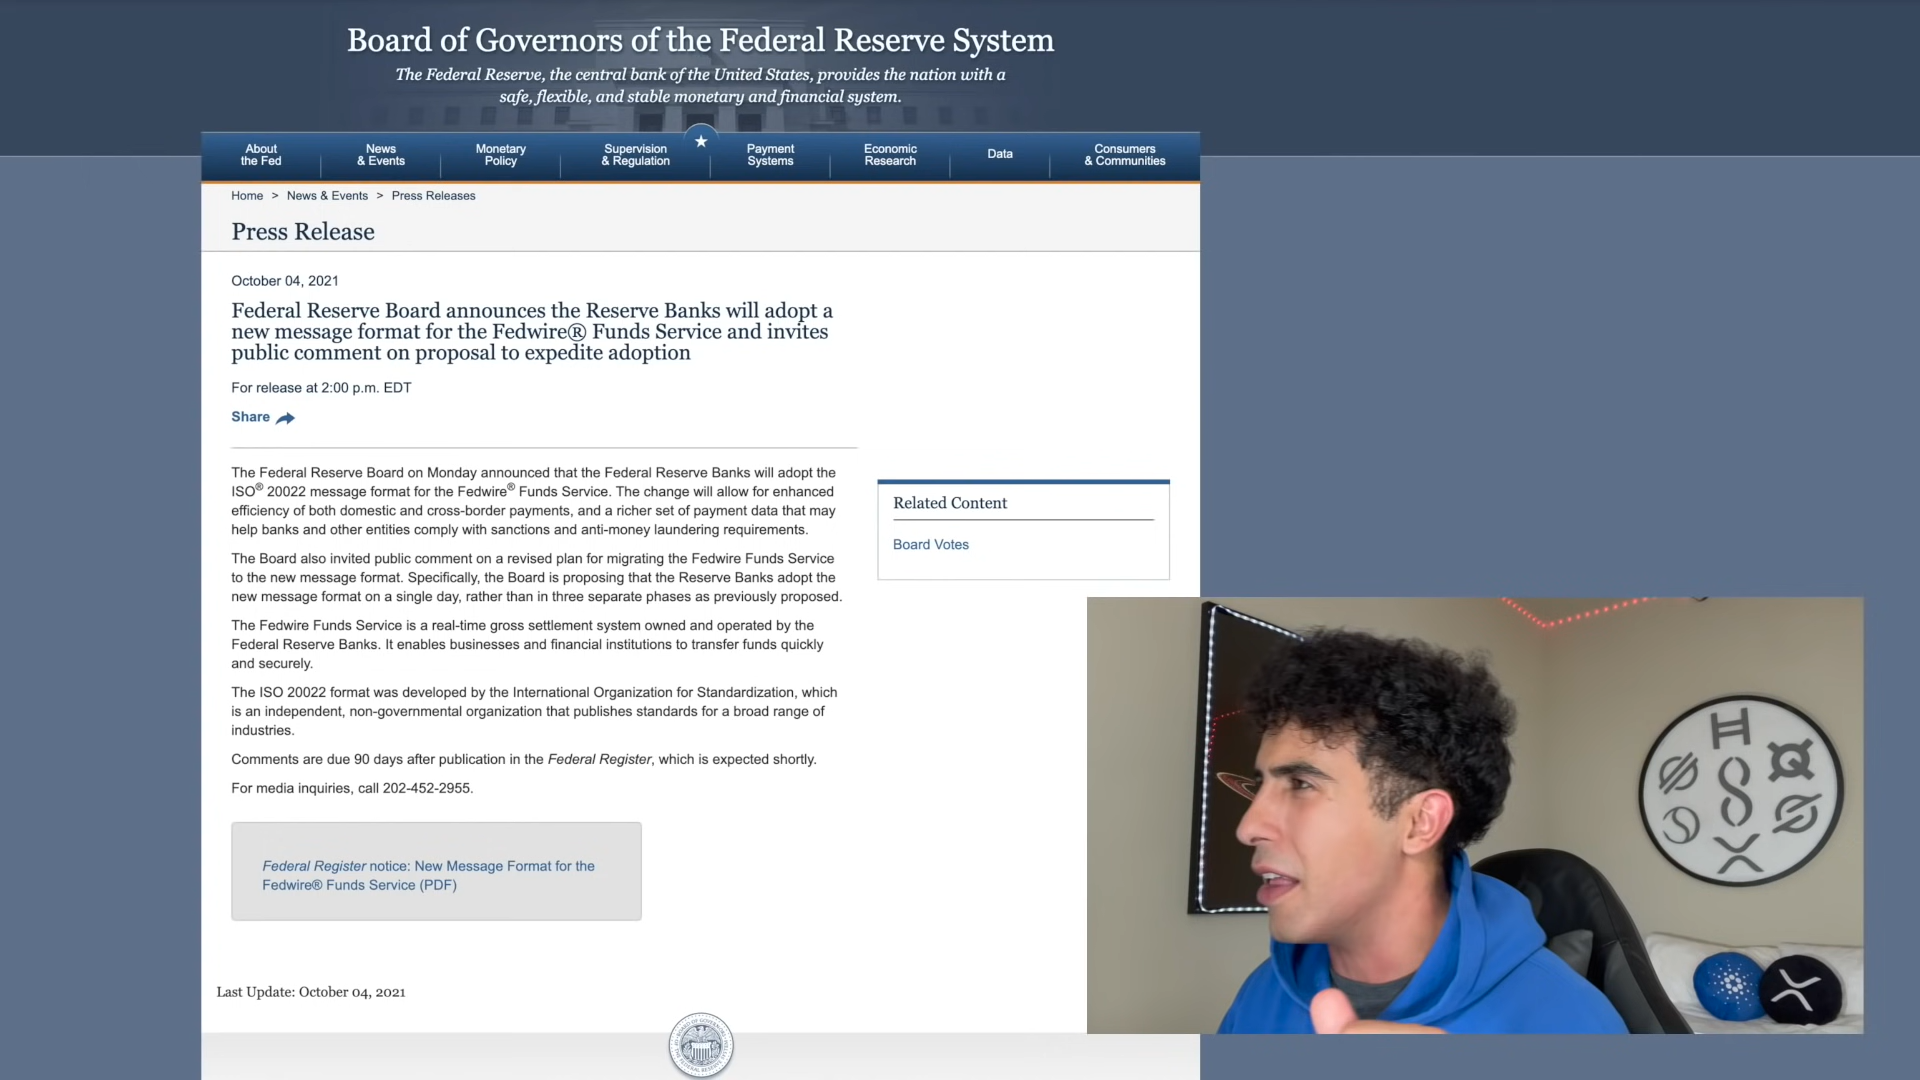 Board of Governors of the Federal Reserve System
The Federal Reserve, the central bank of the United States, provides the nation with a
safe, flexible, and stable monetary and financial system.
About
the Fed
News
& Events
Monetary
Policy
Supervision
& Regulation
Payment
Systems
Economic
Research
Data
Consumers
& Communities
Home > News & Events > Press Releases
Press Release
October 04, 2021
Federal Reserve Board announces the Reserve Banks will adopt a
new message format for the Fedwire® Funds Service and invites
public comment on proposal to expedite adoption
For release at 2:00 p.m. EDT
Share
The Federal Reserve Board on Monday announced that the Federal Reserve Banks will adopt the
ISO® 20022 message format for the Fedwire® Funds Service. The change will allow for enhanced
efficiency of both domestic and cross-border payments, and a richer set of payment data that may
help banks and other entities comply with sanctions and anti-money laundering requirements.
The Board also invited public comment on a revised plan for migrating the Fedwire Funds Service
to the new message format. Specifically, the Board is proposing that the Reserve Banks adopt the
new message format on a single day, rather than in three separate phases as previously proposed.
The Fedwire Funds Service is a real-time gross settlement system owned and operated by the
Federal Reserve Banks. It enables businesses and financial institutions to transfer funds quickly
and securely.
The ISO 20022 format was developed by the International Organization for Standardization, which
is an independent, non-governmental organization that publishes standards for a broad range of
industries.
Comments are due 90 days after publication in the Federal Register, which is expected shortly.
For media inquiries, call 202-452-2955.
Federal Register notice: New Message Format for the
Fedwire® Funds Service (PDF)
Last Update: October 04, 2021
Related Content
Board Votes